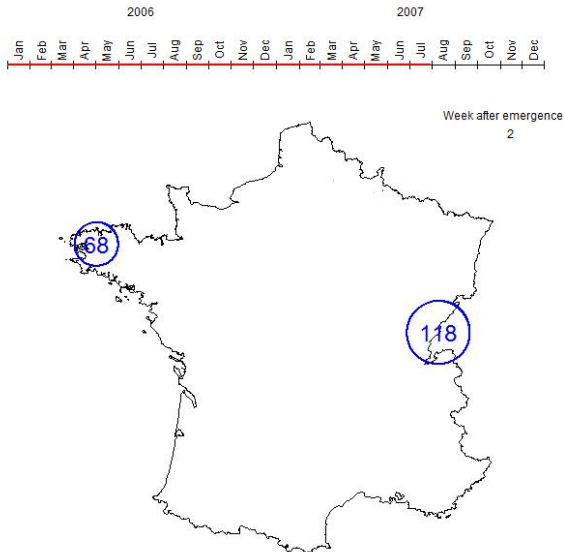 2006 2007
Jan Feb Mar Apr May Jun Jul Aug Sep Oct Nov Dec Jan Feb Mar Apr May Jun Jul Aug Sep Oct Nov Dec
Week after emergence
2
68
118